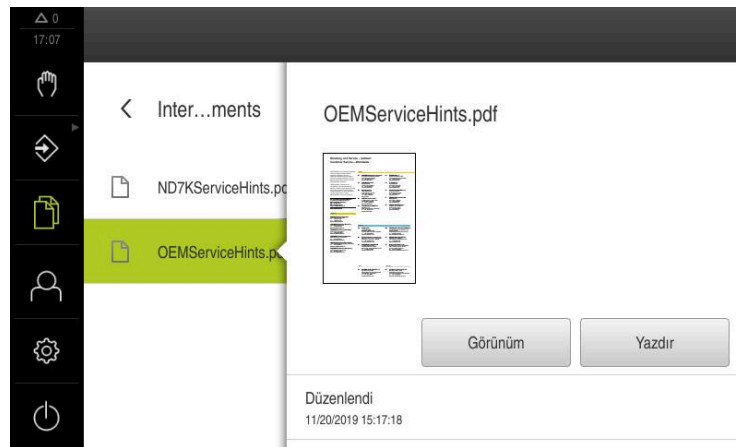 0
17:07
Inter…ments
ND7KServiceHints.pd
OEMServiceHints.pd
OEMServiceHints.pdf
Görünüm
Yazdır
Düzenlendi
11/20/2019 15:17:18